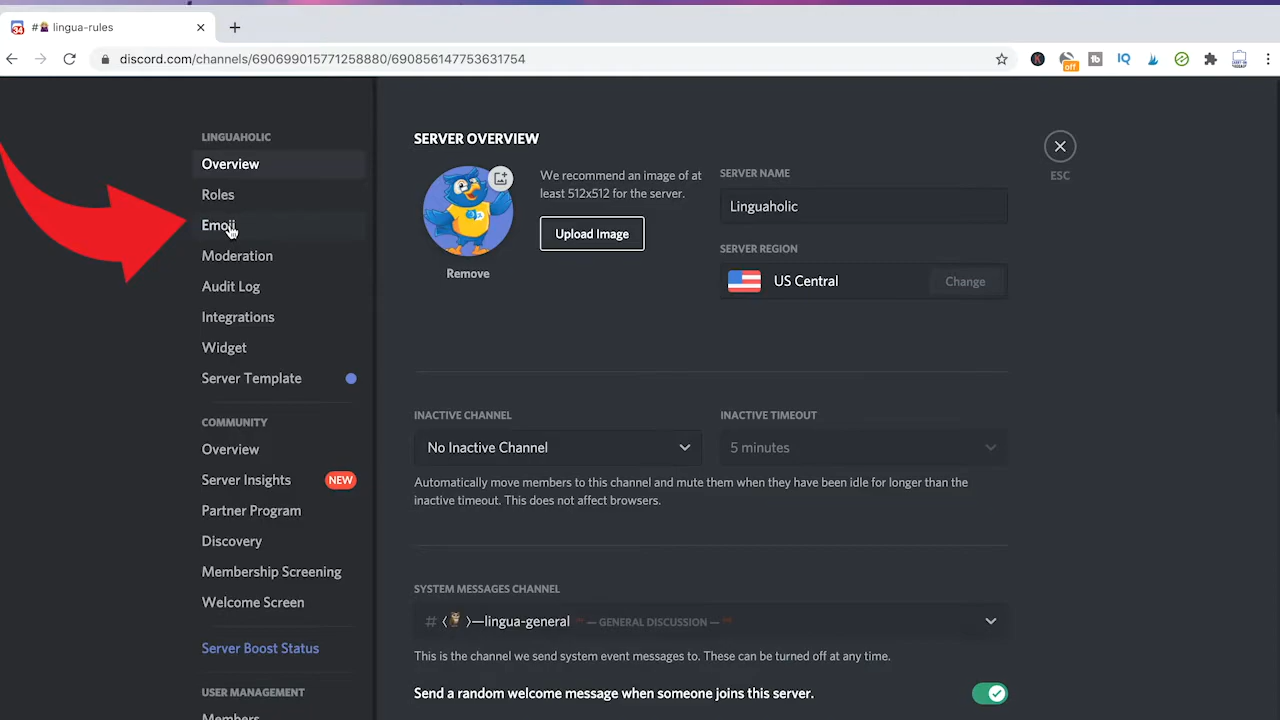 34
# lingua-rules
discord.com/channels/690699015771258880/690856147753631754
off
tb
IQ
LINGUAHOLIC
Overview
Roles
Emoji
Moderation
Audit Log
Integrations
Widget
Server Template
COMMUNITY
Overview
Server Insights NEW
Partner Program
Discovery
Membership Screening
Welcome Screen
Server Boost Status
USER MANAGEMENT
Members
SERVER OVERVIEW
Remove
We recommend an image of at
least 512x512 for the server.
Upload Image
SERVER NAME
Linguaholic
SERVER REGION
US Central Change
ESC
INACTIVE CHANNEL
No Inactive Channel
INACTIVE TIMEOUT
5 minutes
Automatically move members to this channel and mute them when they have been idle for longer than the
inactive timeout. This does not affect browsers.
SYSTEM MESSAGES CHANNEL
# 〈 〉—lingua-general — GENERAL DISCUSSION —
This is the channel we send system event messages to. These can be turned off at any time.
Send a random welcome message when someone joins this server.